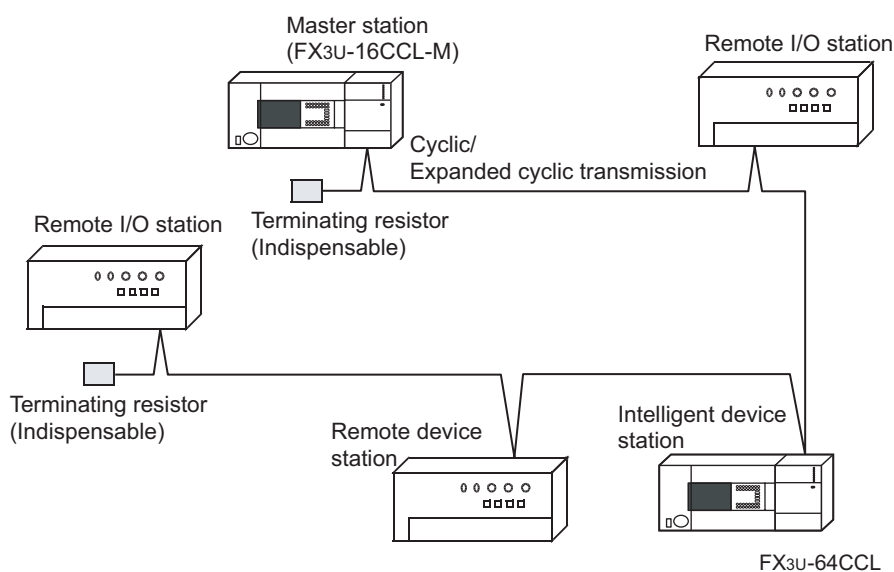 Master station
(FX3U-16CCL-M)
Remote I/O station
Cyclic/
Expanded cyclic transmission
Terminating resistor
(Indispensable)
Remote I/O station
Terminating resistor
(Indispensable)
Remote device
station
Intelligent device
station
FX3U-64CCL